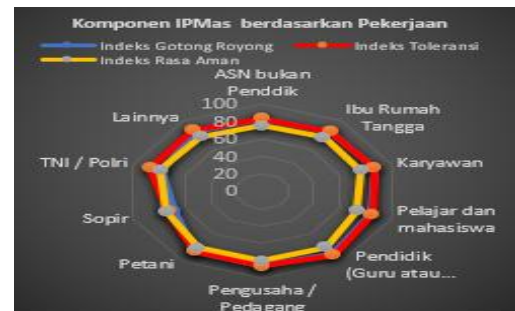 Komponen IPMas berdasarkan Pekerjaan
Indeks Gotong Royong
Indeks Toleransi
Indeks Rasa Aman
ASN bukan
Penddik
100
80
60
40
20
0
Ibu Rumah
Tangga
Karyawan
Pelajar dan
mahasiswa
Pendidik
(Guru atau...
Pengusaha /
Pedagang
Petani
Sopir
TNI / Polri
Lainnya